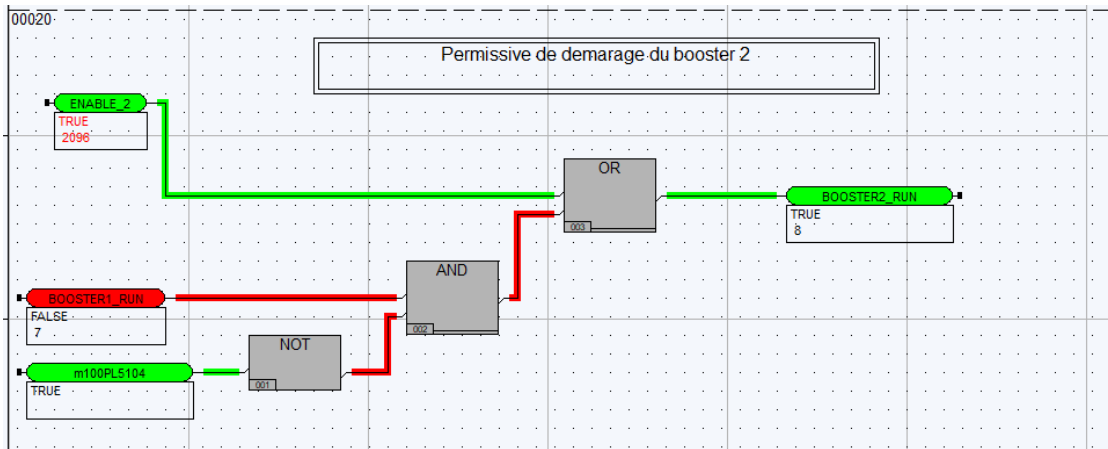 00020
Permissive de demarage du booster 2
ENABLE_2
TRUE
2096
OR
003
BOOSTER2_RUN
TRUE
8
AND
002
BOOSTER1_RUN
FALSE
7
NOT
001
m100PL5104
TRUE